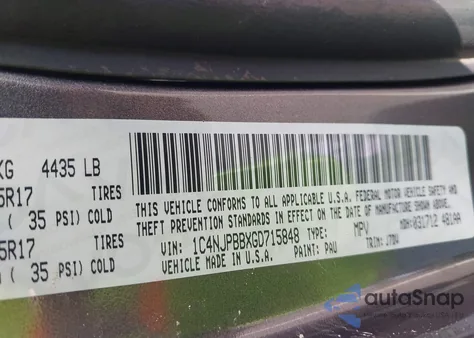 KG 4435 LB
5R17 TIRES
( 35 PSI) COLD
5R17 TIRES
( 35 PSI) COLD
THIS VEHICLE CONFORMS TO ALL APPLICABLE U.S.A. FEDERAL MOTOR VEHICLE SAFETY AND
THEFT PREVENTION STANDARDS IN EFFECT ON THE DATE OF MANUFACTURE SHOWN ABOVE.
VEHICLE MADE IN U.S.A.
VIN: 1C4NJPBBXGD715848 TYPE: MPV
PAINT: PAU TRIM:
autaSnap